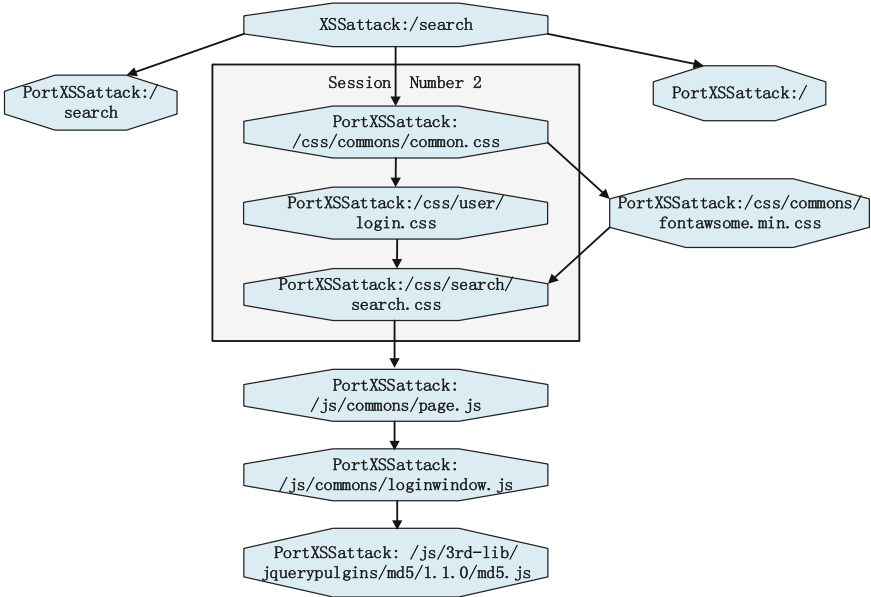 XSSattack:/search
PortXSSattack:/
search
PortXSSattack:/
Session Number 2
PortXSSattack:
/css/commons/common.css
PortXSSattack:/css/user/
login.css
PortXSSattack:/css/commons/
fontawsome.min.css
PortXSSattack:/css/search/
search.css
PortXSSattack:
/js/commons/page.js
PortXSSattack:
/js/commons/loginwindow.js
PortXSSattack: /js/3rd-lib/
jquerypulgins/md5/1.1.0/md5.js